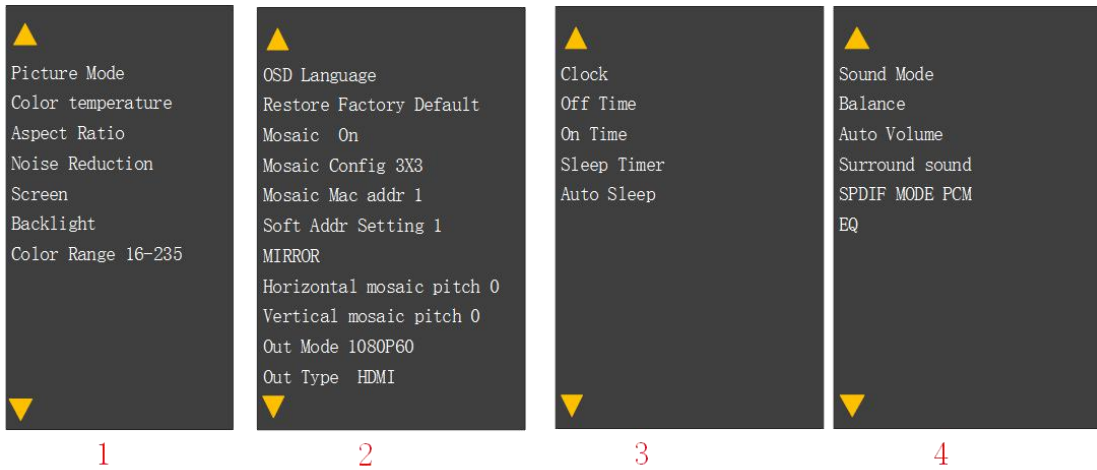 Picture Mode
Color temperature
Aspect Ratio
Noise Reduction
Screen
Backlight
Color Range 16-235
1
OSD Language
Restore Factory Default
Mosaic On
Mosaic Config 3X3
Mosaic Mac addr 1
Soft Addr Setting 1
MIRROR
Horizontal mosaic pitch 0
Vertical mosaic pitch 0
Out Mode 1080P60
Out Type HDMI
2
Clock
Off Time
On Time
Sleep Timer
Auto Sleep
3
Sound Mode
Balance
Auto Volume
Surround sound
SPDIF MODE PCM
EQ
4